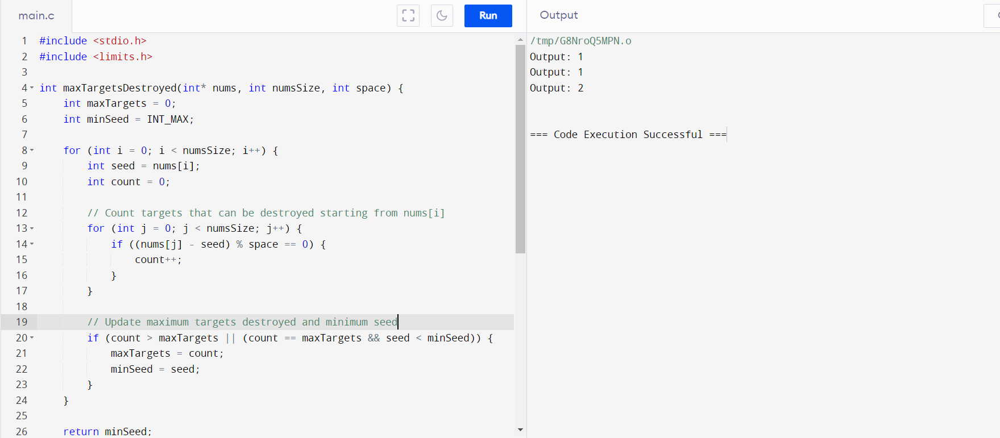 main.c
Run
Output
1 #include <stdio.h>
2 #include <limits.h>
3
4 int maxTargetsDestroyed(int* nums, int numsSize, int space) {
5     int maxTargets = 0;
6     int minSeed = INT_MAX;
7
8     for (int i = 0; i < numsSize; i++) {
9         int seed = nums[i];
10         int count = 0;
11
12         // Count targets that can be destroyed starting from nums[i]
13         for (int j = 0; j < numsSize; j++) {
14             if ((nums[j] - seed) % space == 0) {
15                 count++;
16             }
17         }
18
19         // Update maximum targets destroyed and minimum seed
20         if (count > maxTargets || (count == maxTargets && seed < minSeed)) {
21             maxTargets = count;
22             minSeed = seed;
23         }
24     }
25
26     return minSeed;
/tmp/G8NroQ5MPN.o
Output: 1
Output: 1
Output: 2
=== Code Execution Successful ===